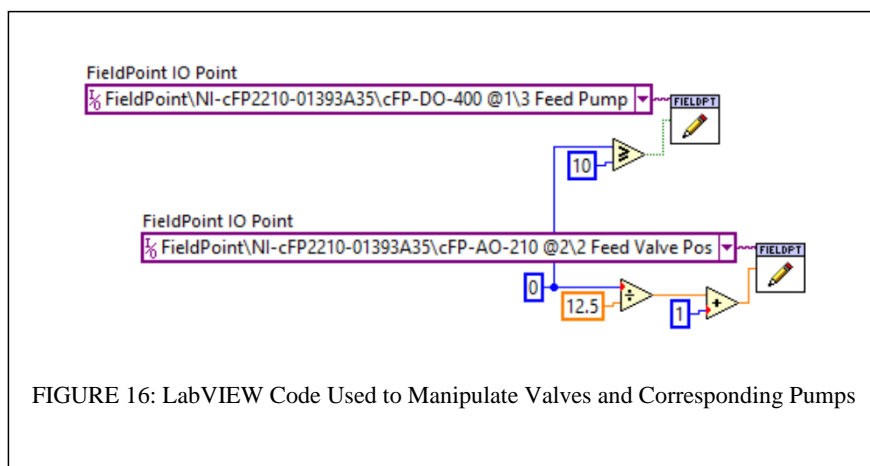 FieldPoint IO Point
I/O FieldPoint\NI-cFP2210-01393A35\cFP-DO-400 @1\3 Feed Pump
FIELDPT
10
≥
FieldPoint IO Point
I/O FieldPoint\NI-cFP2210-01393A35\cFP-AO-210 @2\2 Feed Valve Pos
FIELDPT
0
÷
12.5
+
1
FIGURE 16: LabVIEW Code Used to Manipulate Valves and Corresponding Pumps